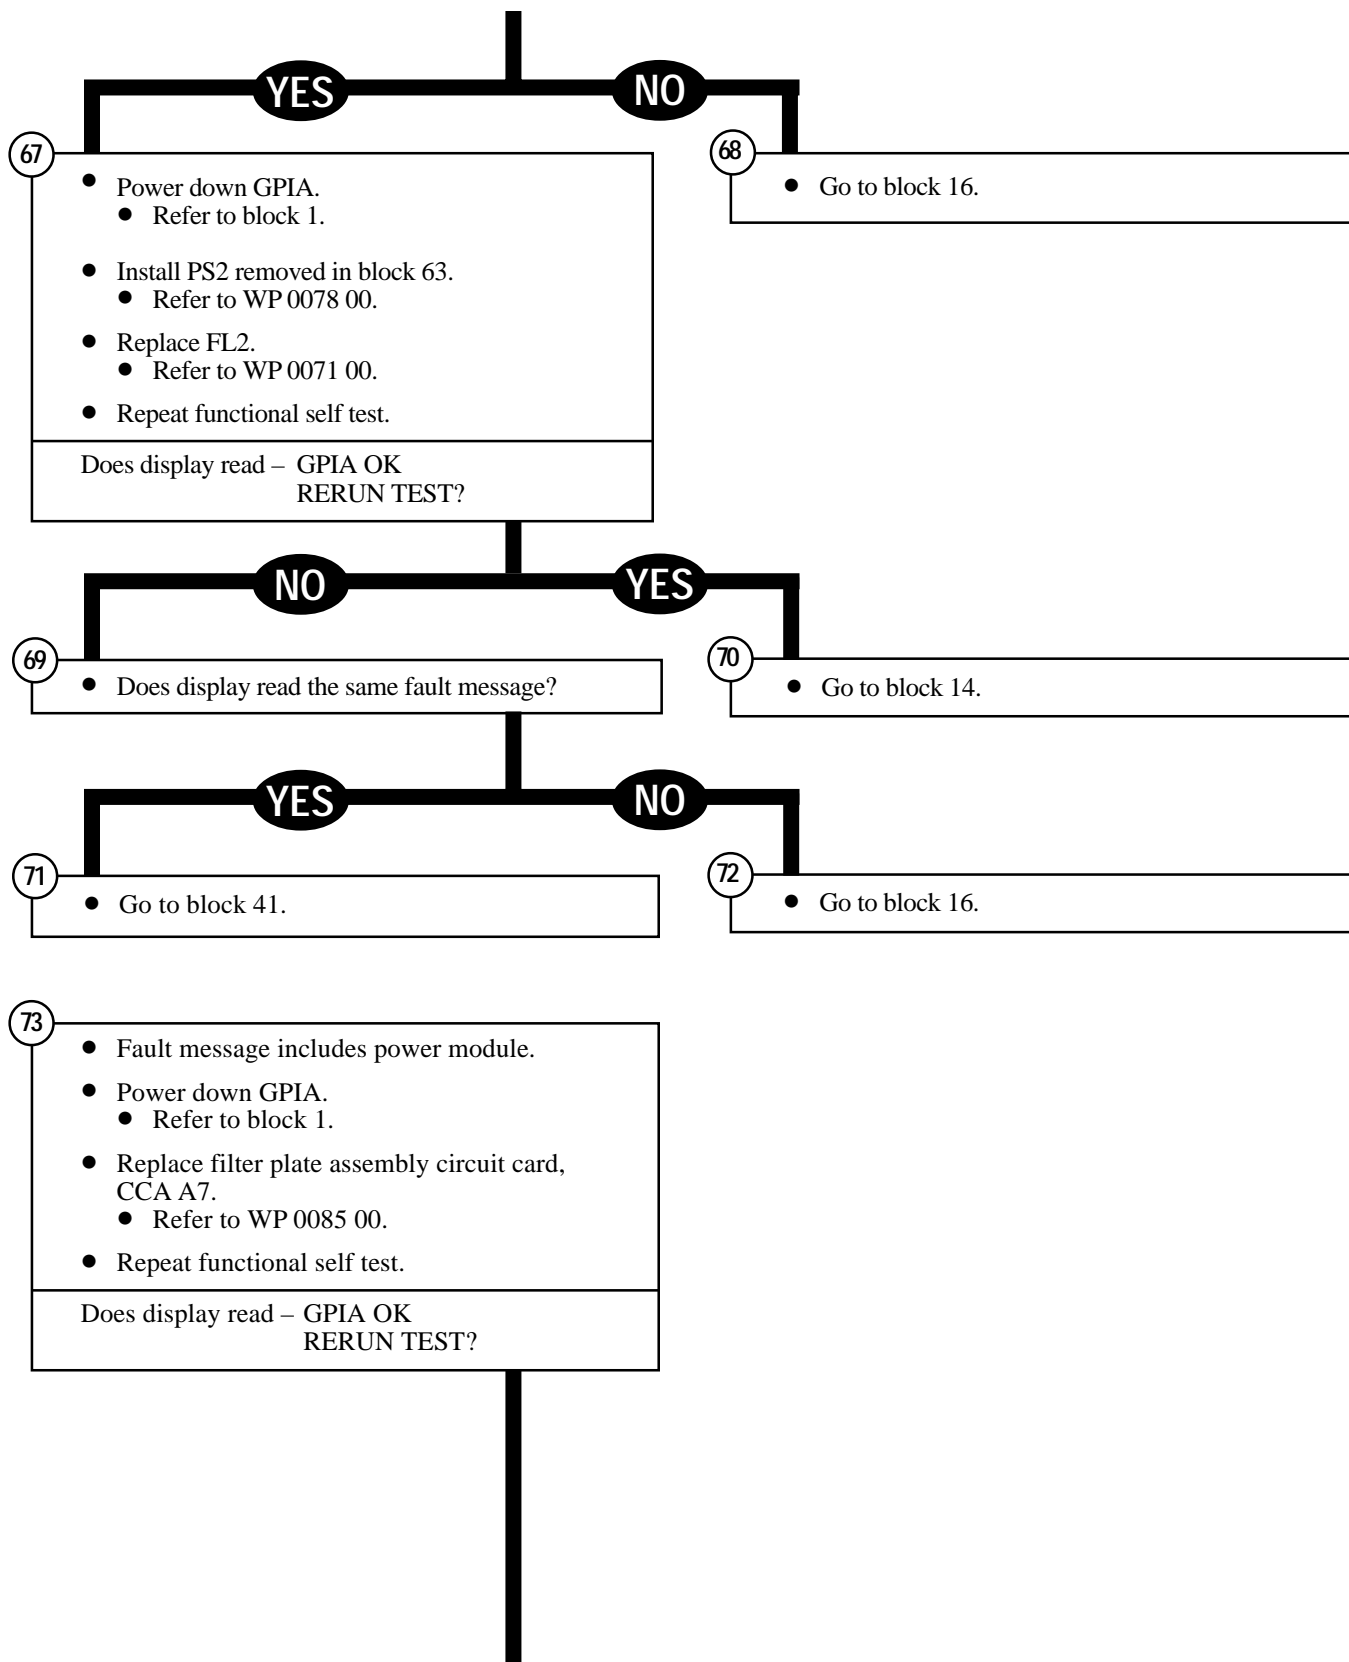 YES
NO
67
● Power down GPIA.
● Refer to block 1.
● Install PS2 removed in block 63.
● Refer to WP 0078 00.
● Replace FL2.
● Refer to WP 0071 00.
● Repeat functional self test.
Does display read – GPIA OK
RERUN TEST?
68
● Go to block 16.
NO
YES
69
● Does display read the same fault message?
70
● Go to block 14.
YES
NO
71
● Go to block 41.
72
● Go to block 16.
73
● Fault message includes power module.
● Power down GPIA.
● Refer to block 1.
● Replace filter plate assembly circuit card,
CCA A7.
● Refer to WP 0085 00.
● Repeat functional self test.
Does display read – GPIA OK
RERUN TEST?